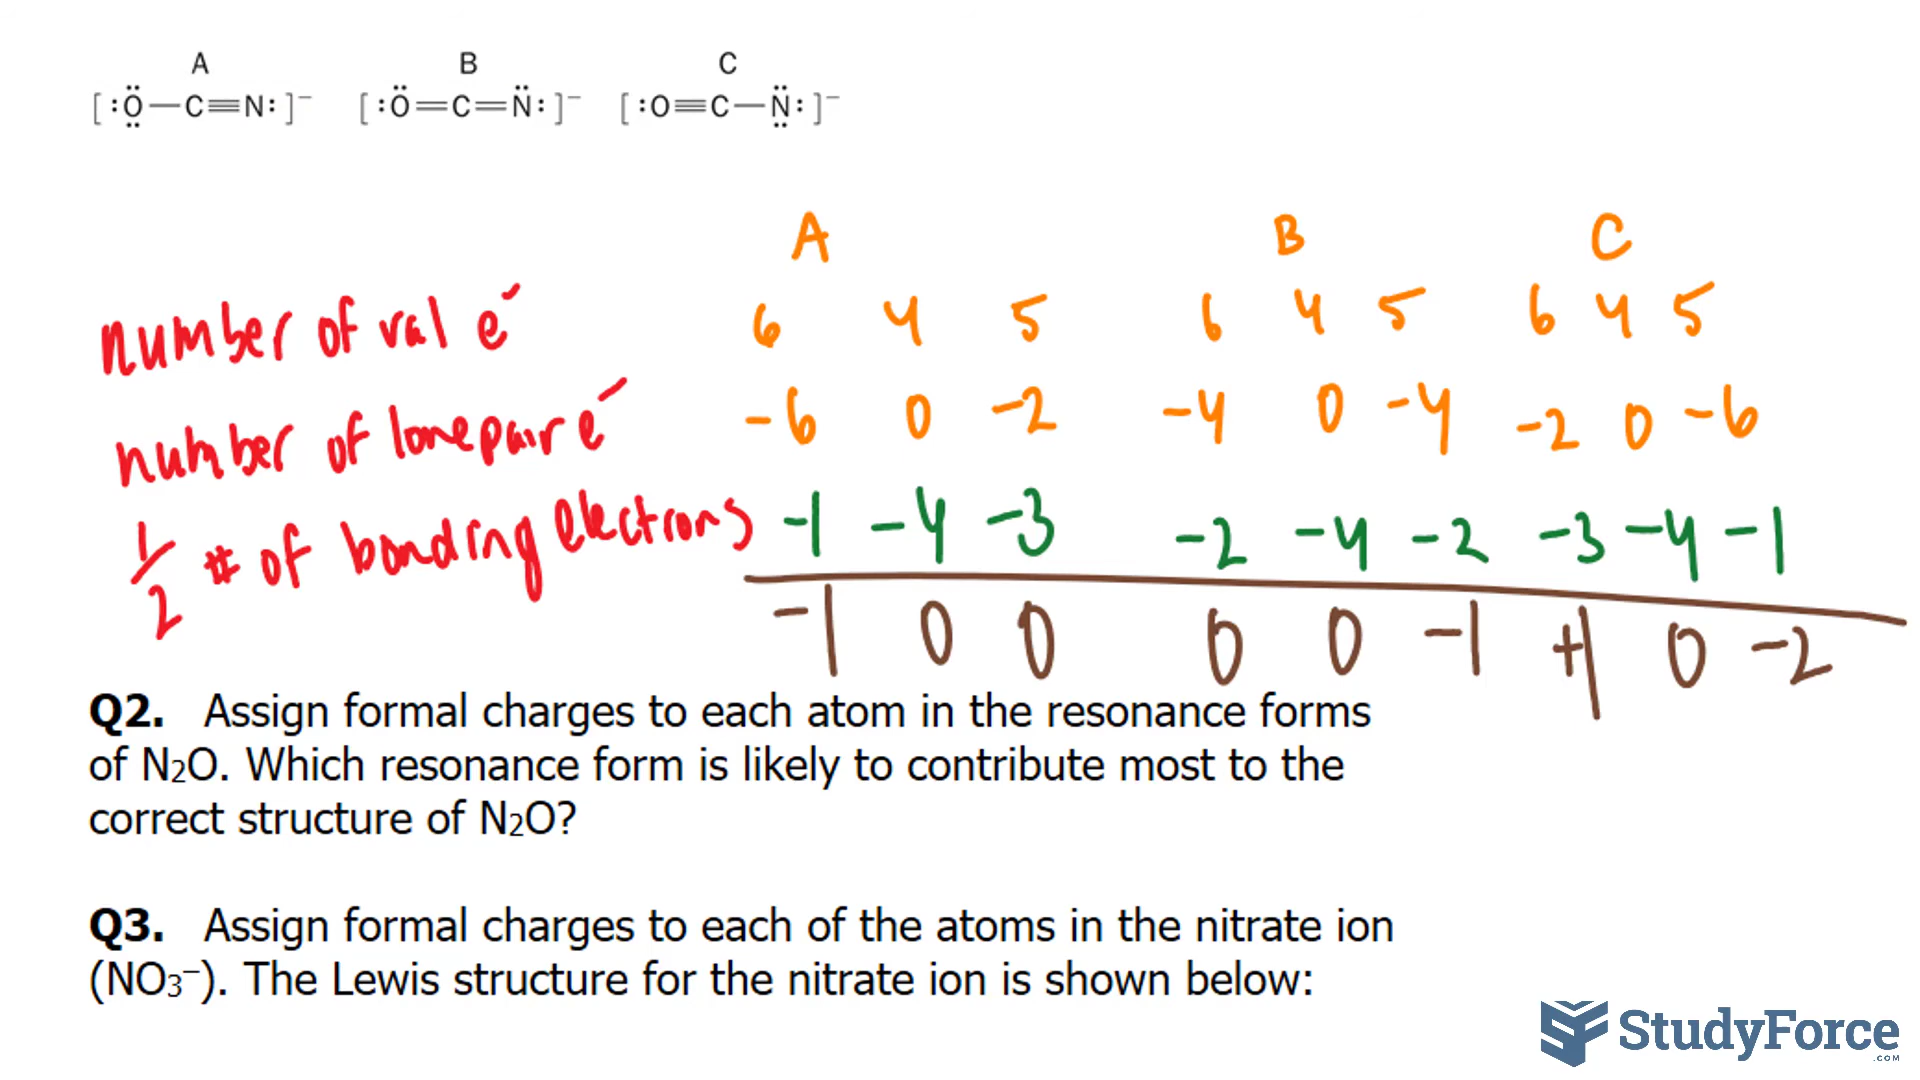 A B C
[:Ö—C≡N:]⁻ [:Ö=C=N̈:]⁻ [:O≡C—N̈:]⁻
A B C
number of val e⁻ 6 4 5 6 4 5 6 4 5
number of lone pair e⁻ -6 0 -2 -4 0 -4 -2 0 -6
1/2 # of bonding electrons -1 -4 -3 -2 -4 -2 -3 -4 -1
-1 0 0 0 0 -1 +1 0 -2
Q2. Assign formal charges to each atom in the resonance forms
of N₂O. Which resonance form is likely to contribute most to the
correct structure of N₂O?
Q3. Assign formal charges to each of the atoms in the nitrate ion
(NO₃⁻). The Lewis structure for the nitrate ion is shown below:
StudyForce
.COM